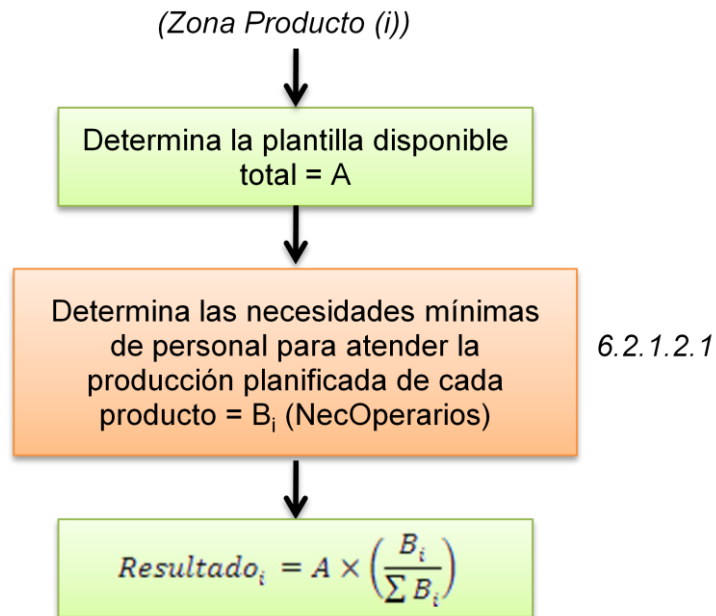 (Zona Producto (i))
Determina la plantilla disponible
total = A
Determina las necesidades mínimas
de personal para atender la
producción planificada de cada
producto = Bᵢ (NecOperarios)
6.2.1.2.1
Resultadoᵢ = A × (Bᵢ / ∑ Bᵢ)